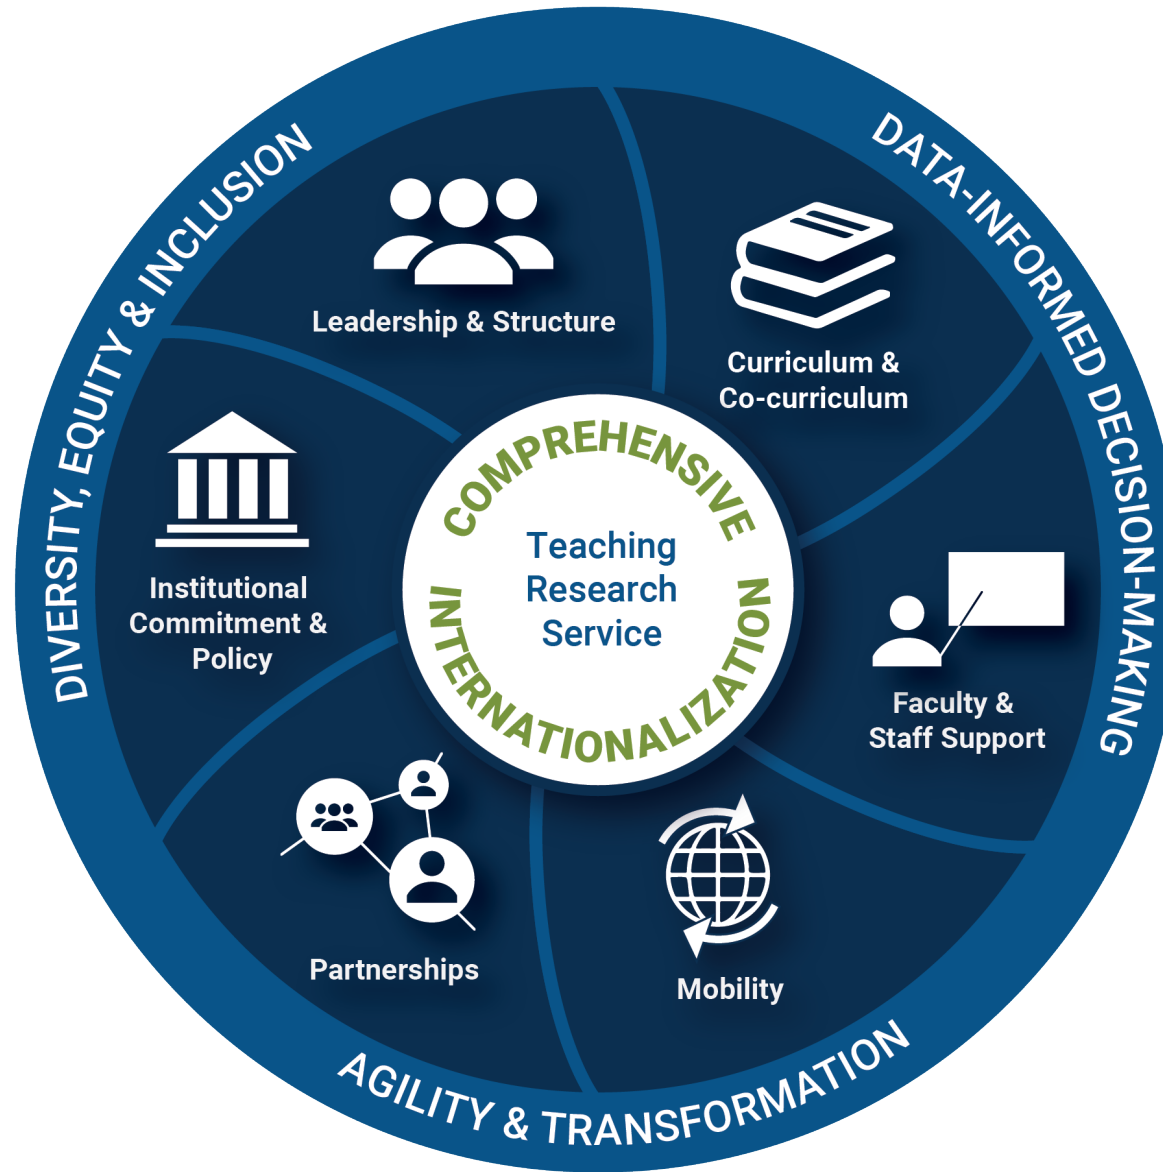 DIVERSITY, EQUITY & INCLUSION
DATA-INFORMED DECISION-MAKING
AGILITY & TRANSFORMATION
Leadership & Structure
Curriculum &
Co-curriculum
Faculty &
Staff Support
Mobility
Partnerships
Institutional
Commitment &
Policy
COMPREHENSIVE
Teaching
Research
Service
INTERNATIONALIZATION